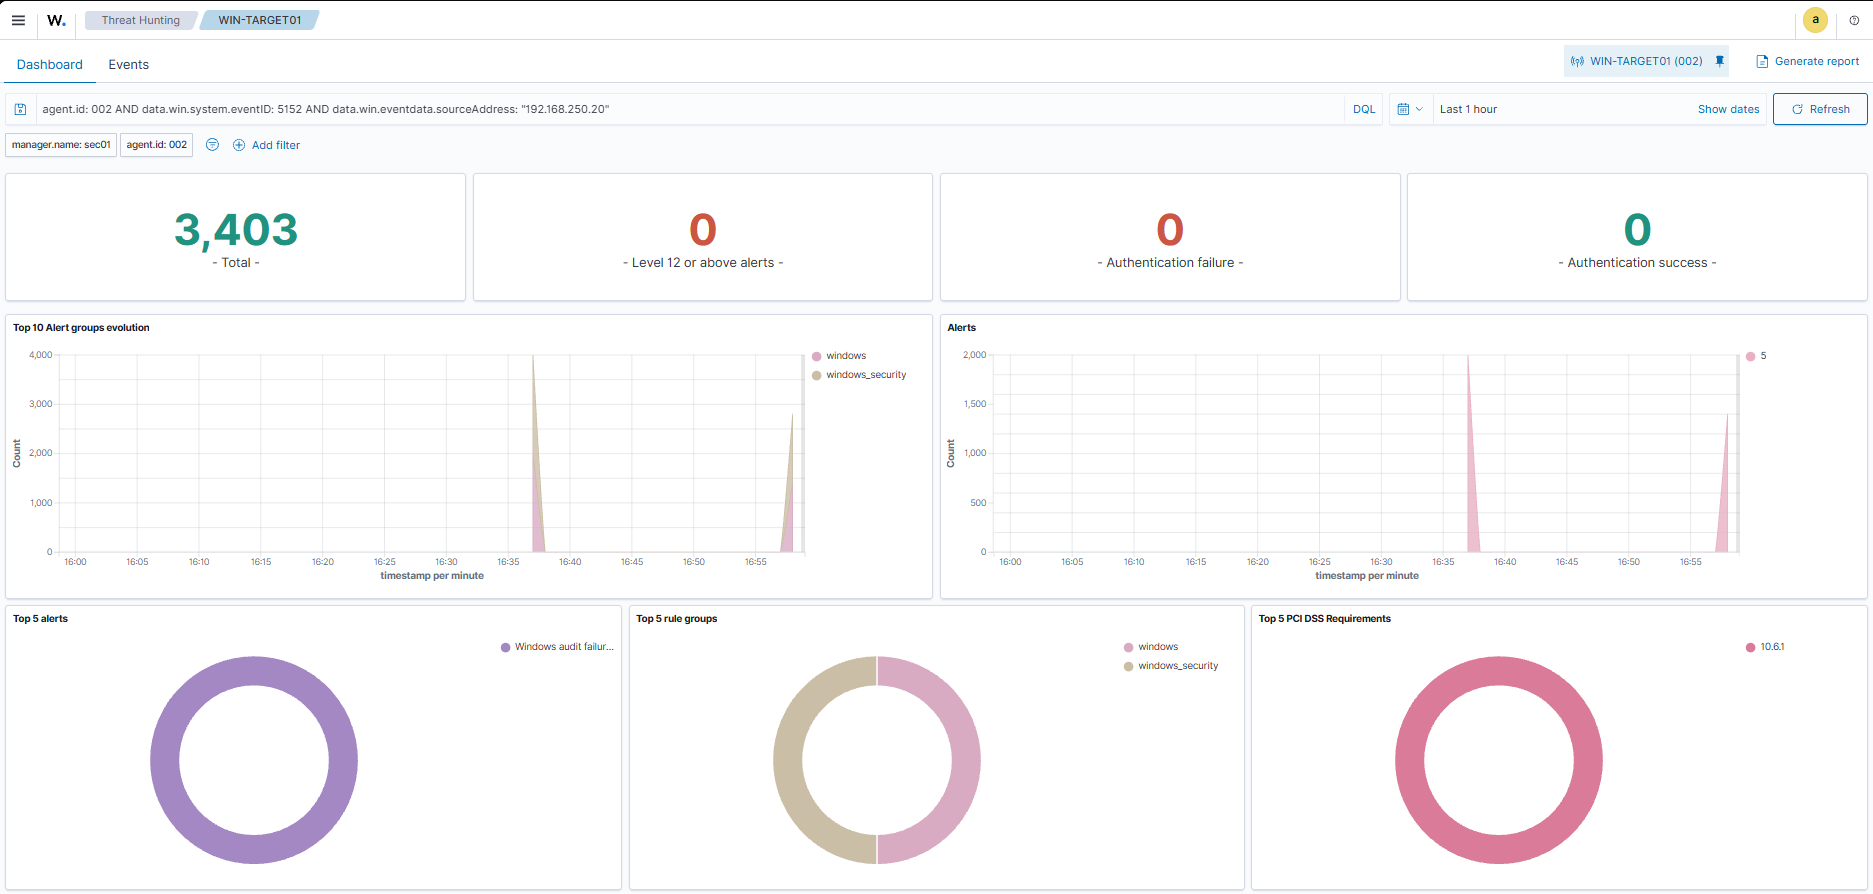 W. Threat Hunting WIN-TARGET01 a
Dashboard Events WIN-TARGET01 (002) Generate report
agent.id: 002 AND data.win.system.eventID: 5152 AND data.win.eventdata.sourceAddress: "192.168.250.20" DQL Last 1 hour Show dates Refresh
manager.name: sec01 agent.id: 002 Add filter
3,403
- Total -
0
- Level 12 or above alerts -
0
- Authentication failure -
0
- Authentication success -
Top 10 Alert groups evolution
4,000
3,000
2,000
1,000
0
Count
16:00 16:05 16:10 16:15 16:20 16:25 16:30 16:35 16:40 16:45 16:50 16:55
timestamp per minute
windows
windows_security
Alerts
2,000
1,500
1,000
500
0
Count
16:00 16:05 16:10 16:15 16:20 16:25 16:30 16:35 16:40 16:45 16:50 16:55
timestamp per minute
5
Top 5 alerts
Windows audit failur...
Top 5 rule groups
windows
windows_security
Top 5 PCI DSS Requirements
10.6.1